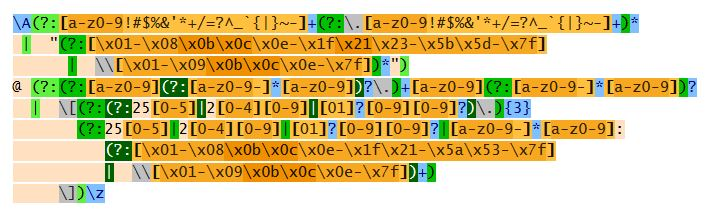 \A(?:[a-z0-9!#$%&'*+/=?^_`{|}~-]+(?:\.[a-z0-9!#$%&'*+/=?^_`{|}~-]+)*
| "(?:[\x01-\x08\x0b\x0c\x0e-\x1f\x21\x23-\x5b\x5d-\x7f]
| \\[\x01-\x09\x0b\x0c\x0e-\x7f])*")
@ (?:(?:[a-z0-9](?:[a-z0-9-]*[a-z0-9])?\.)+[a-z0-9](?:[a-z0-9-]*[a-z0-9])?
| \[(?:(?:25[0-5]|2[0-4][0-9]|[01]?[0-9][0-9]?)\.){3}
(?:25[0-5]|2[0-4][0-9]|[01]?[0-9][0-9]?|[a-z0-9-]*[a-z0-9]:
(?:[\x01-\x08\x0b\x0c\x0e-\x1f\x21-\x5a\x53-\x7f]
| \\[\x01-\x09\x0b\x0c\x0e-\x7f])+)
\])\z